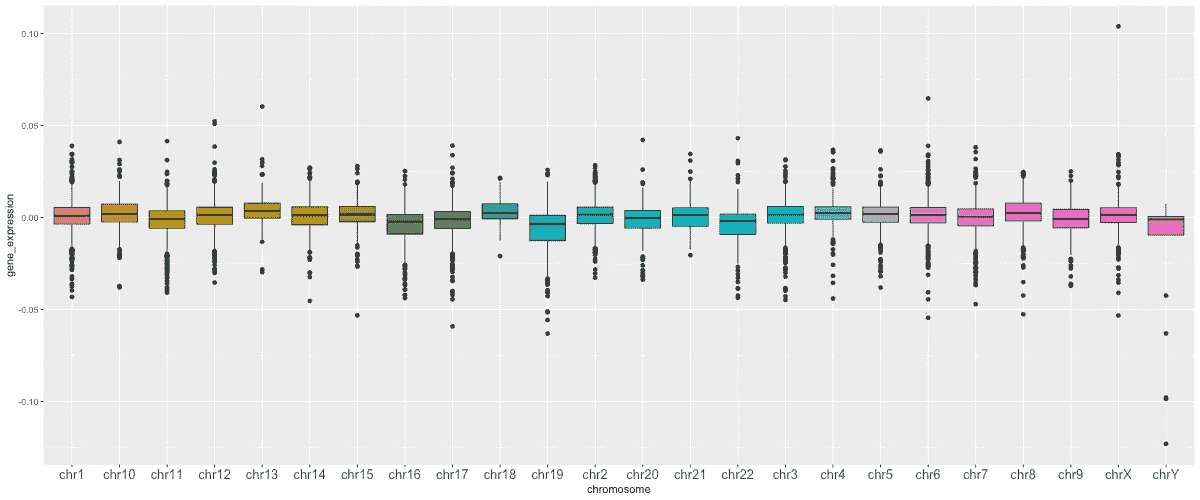 gene_expression
0.10
0.05
0.00
-0.05
-0.10
chr1 chr10 chr11 chr12 chr13 chr14 chr15 chr16 chr17 chr18 chr19 chr2 chr20 chr21 chr22 chr3 chr4 chr5 chr6 chr7 chr8 chr9 chrX chrY
chromosome